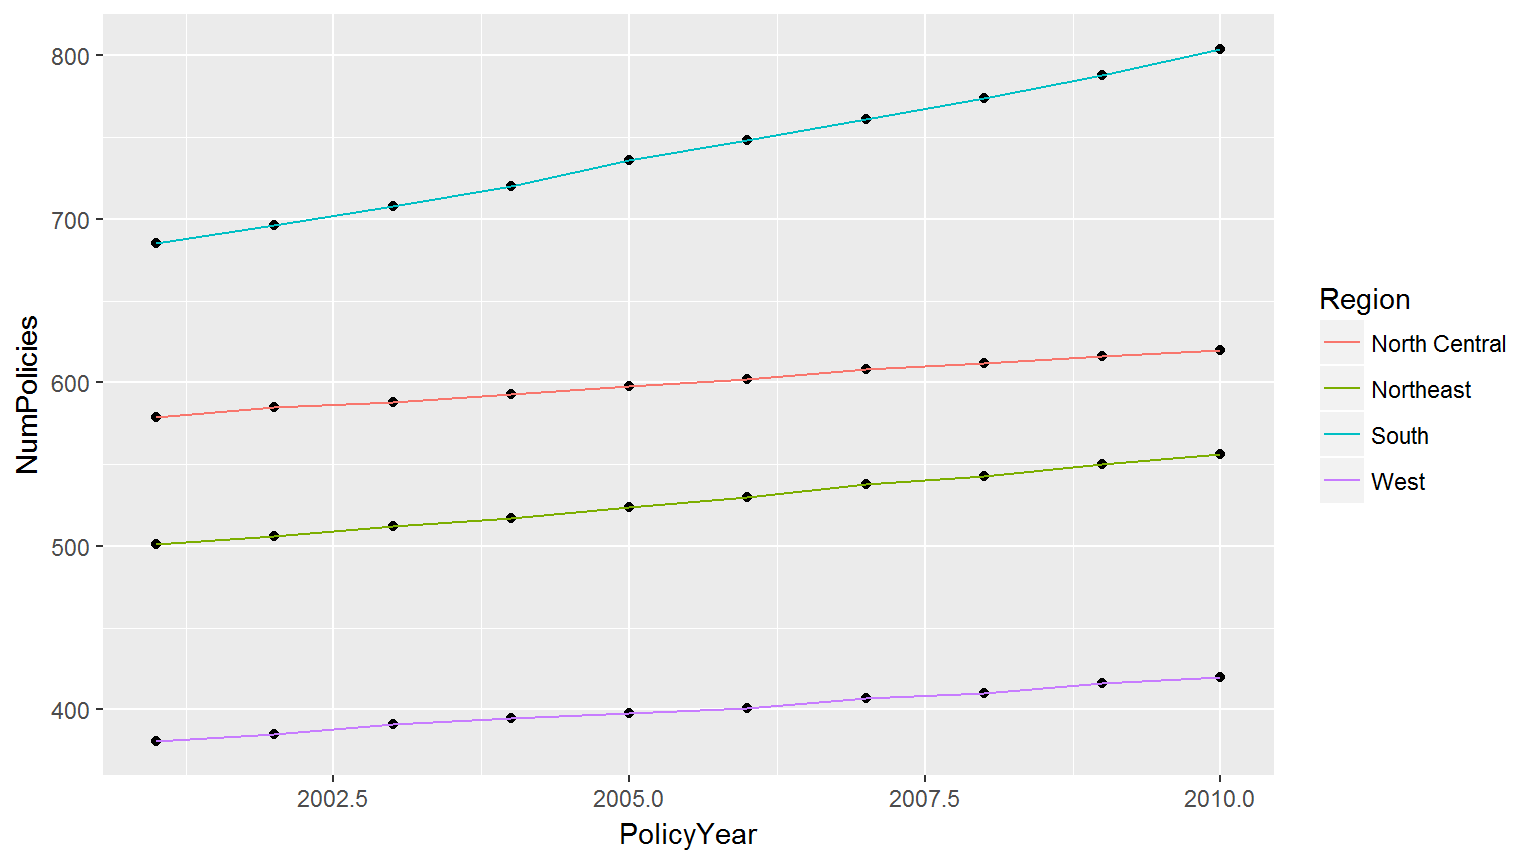 800
700
600
500
400
NumPolicies
2002.5
2005.0
2007.5
2010.0
PolicyYear
Region
North Central
Northeast
South
West